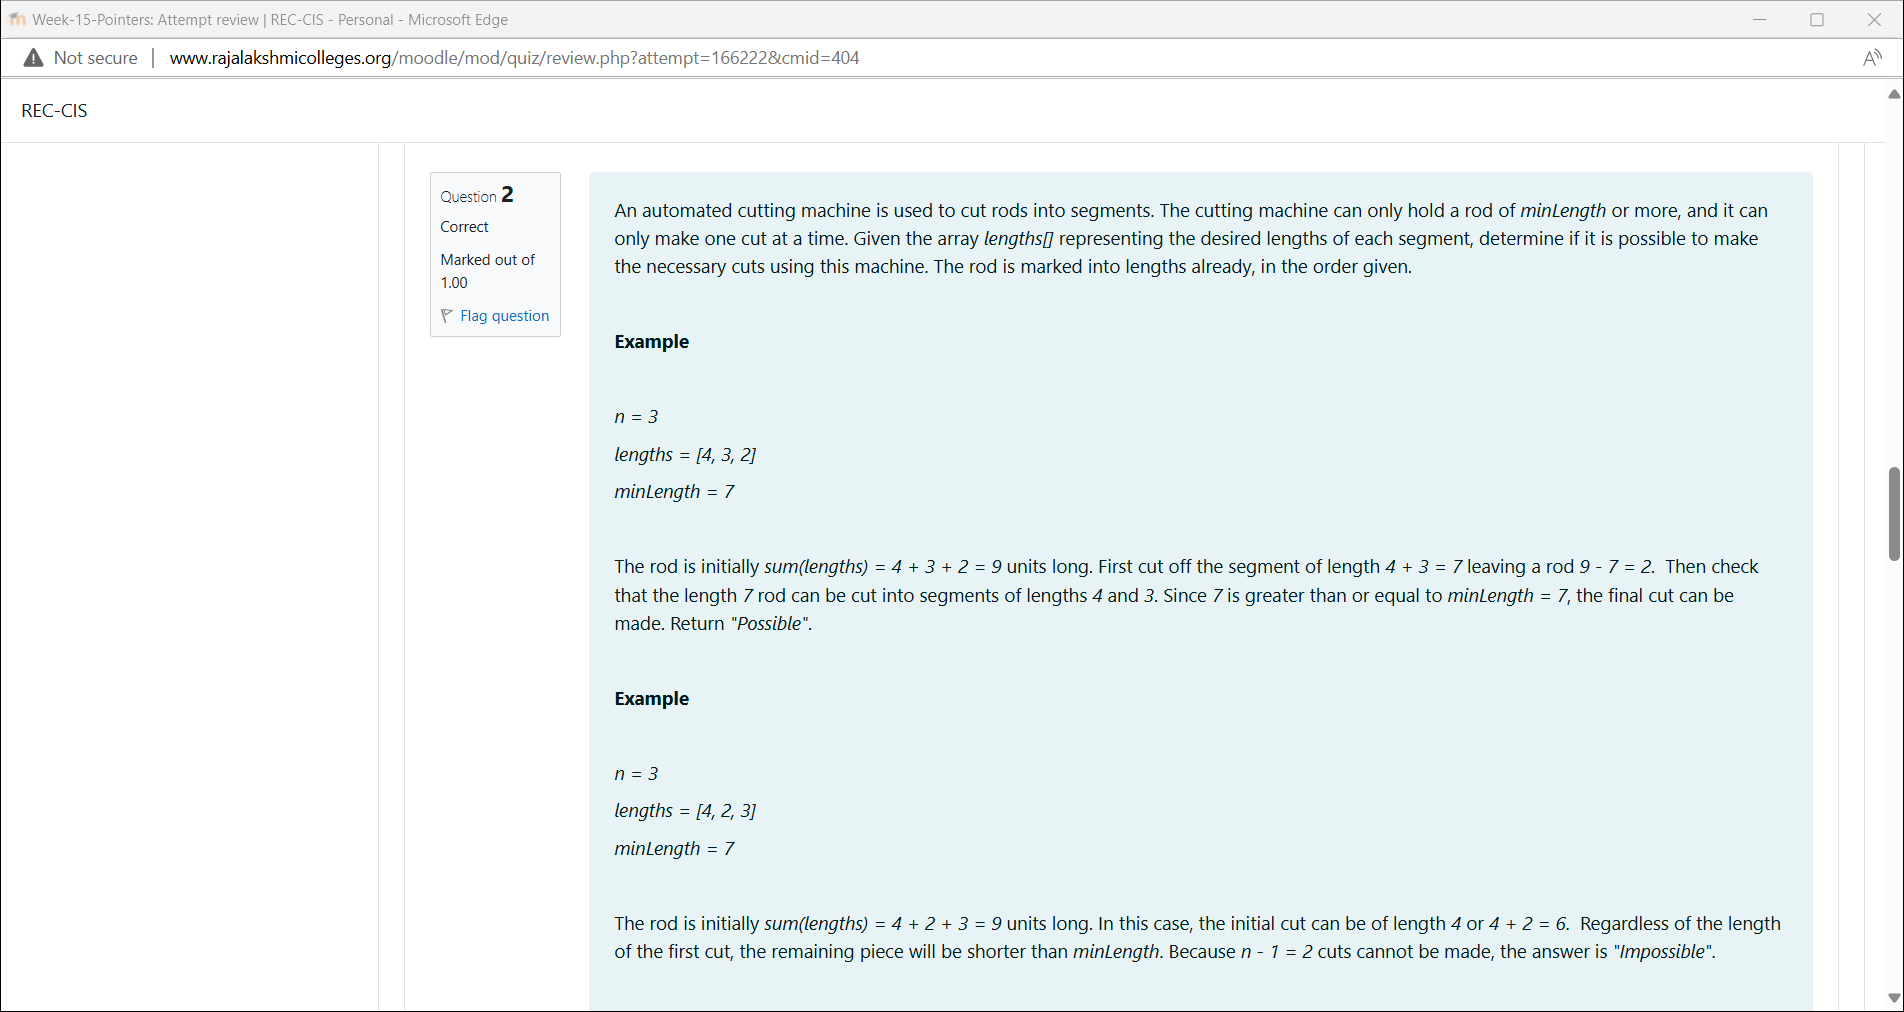 Week-15-Pointers: Attempt review | REC-CIS - Personal - Microsoft Edge
Not secure | www.rajalakshmicolleges.org/moodle/mod/quiz/review.php?attempt=166222&cmid=404
REC-CIS
Question 2
Correct
Marked out of
1.00
Flag question
An automated cutting machine is used to cut rods into segments. The cutting machine can only hold a rod of minLength or more, and it can
only make one cut at a time. Given the array lengths[] representing the desired lengths of each segment, determine if it is possible to make
the necessary cuts using this machine. The rod is marked into lengths already, in the order given.
Example
n = 3
lengths = [4, 3, 2]
minLength = 7
The rod is initially sum(lengths) = 4 + 3 + 2 = 9 units long. First cut off the segment of length 4 + 3 = 7 leaving a rod 9 - 7 = 2. Then check
that the length 7 rod can be cut into segments of lengths 4 and 3. Since 7 is greater than or equal to minLength = 7, the final cut can be
made. Return "Possible".
Example
n = 3
lengths = [4, 2, 3]
minLength = 7
The rod is initially sum(lengths) = 4 + 2 + 3 = 9 units long. In this case, the initial cut can be of length 4 or 4 + 2 = 6. Regardless of the length
of the first cut, the remaining piece will be shorter than minLength. Because n - 1 = 2 cuts cannot be made, the answer is "Impossible".